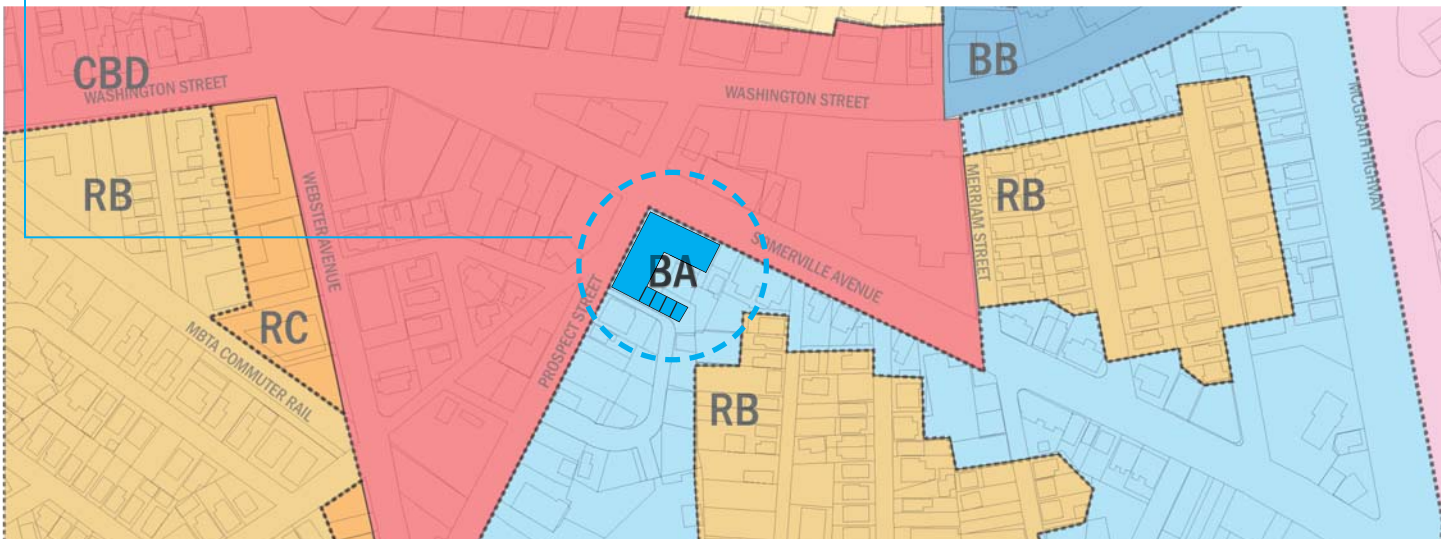 CBD
WASHINGTON STREET
WASHINGTON STREET
BB
MCGRATH HIGHWAY
RB
WEBSTER AVENUE
MERRIAM STREET
RB
SOMERVILLE AVENUE
BA
PROSPECT STREET
RC
MBTA COMMUTER RAIL
RB